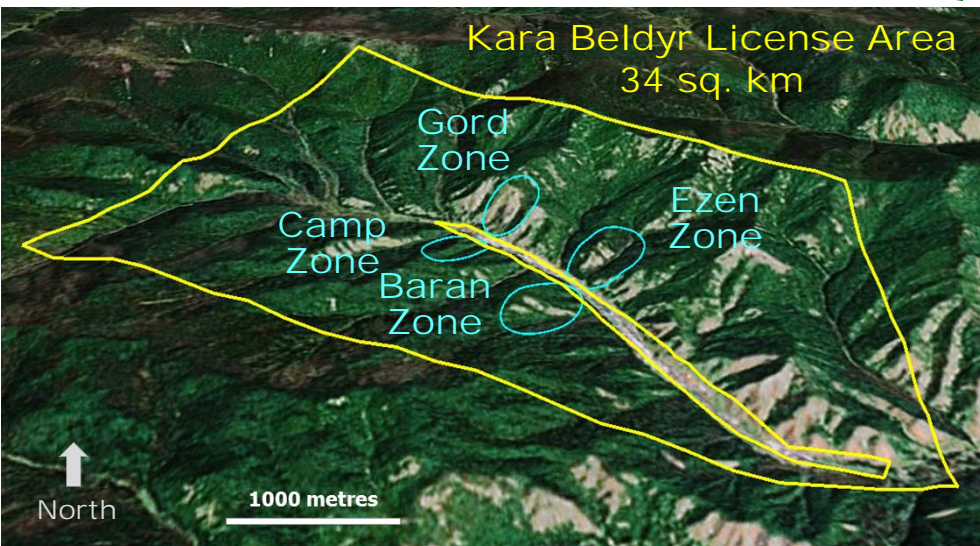 Kara Beldyr License Area
34 sq. km
Gord
Zone
Ezen
Zone
Camp
Zone
Baran
Zone
North
1000 metres